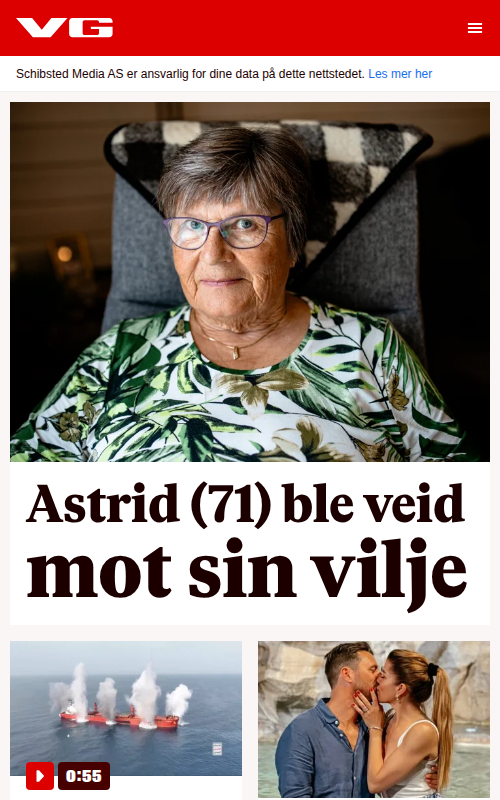 VG
Schibsted Media AS er ansvarlig for dine data på dette nettstedet. Les mer her
Astrid (71) ble veid
mot sin vilje
0:55